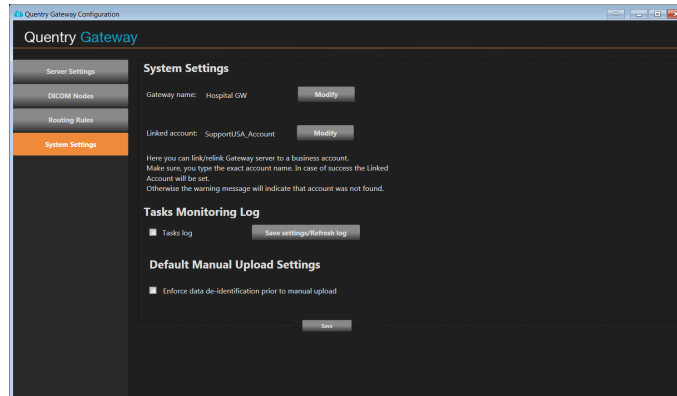 Quentry Gateway Configuration
Quentry Gateway
Server Settings
DICOM Nodes
Routing Rules
System Settings
System Settings
Gateway name: Hospital GW Modify
Linked account: SupportUSA_Account Modify
Here you can link/relink Gateway server to a business account.
Make sure, you type the exact account name. In case of success the Linked
Account will be set.
Otherwise the warning message will indicate that account was not found.
Tasks Monitoring Log
Tasks log Save settings/Refresh log
Default Manual Upload Settings
Enforce data de-identification prior to manual upload
Save